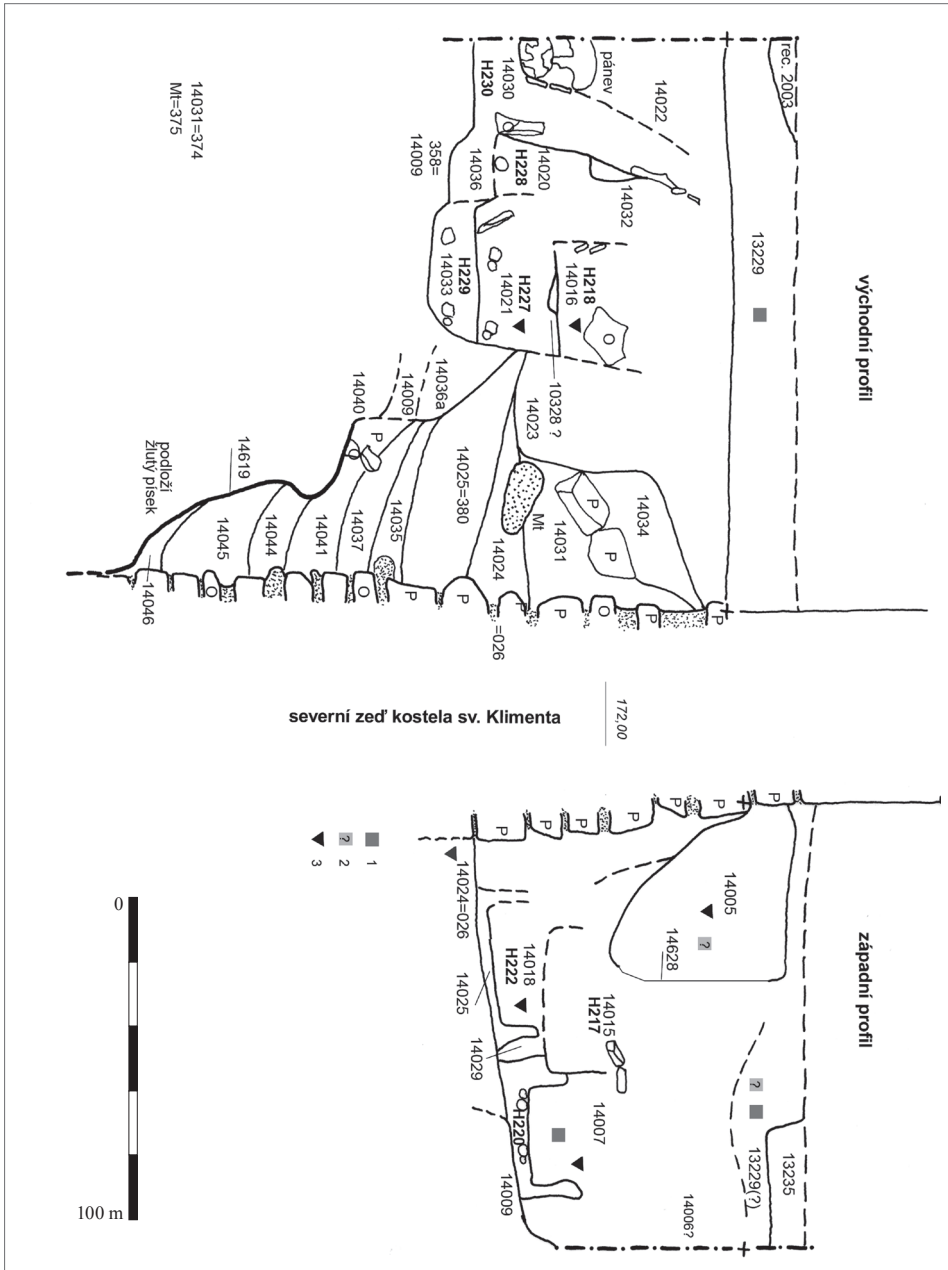 východní profil
rec. 2003
13229
14022
pánev
14030
H230
14020
H228
14036
358=
14009
14032
H218
14016
H227
14021
H229
14033
O
10328 ?
14031=374
Mt=375
14036a
14009
14040
P
O
14023
14025=380
14024
14035
14037
14041
14044
14045
14046
14619
podloží
žlutý písek
Mt
14031
14034
P
P
O
O
P
P
P
P
O
P
P
=026
severní zeď kostela sv. Klimenta
172,00
západní profil
P
P
P
P
P
P
P
P
14005
?
14628
14024=026
14018
H222
14025
14029
14015
H217
H220
14007
14009
14006?
?
13229(?)
13235
1
? 2
3
0
100 m